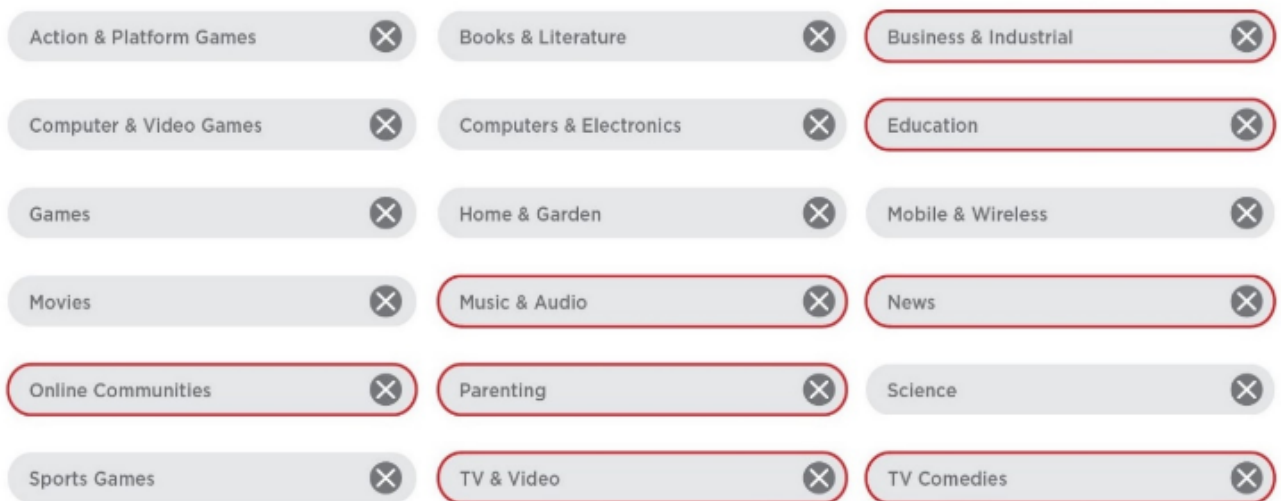 Action & Platform Games
Books & Literature
Business & Industrial
Computer & Video Games
Computers & Electronics
Education
Games
Home & Garden
Mobile & Wireless
Movies
Music & Audio
News
Online Communities
Parenting
Science
Sports Games
TV & Video
TV Comedies